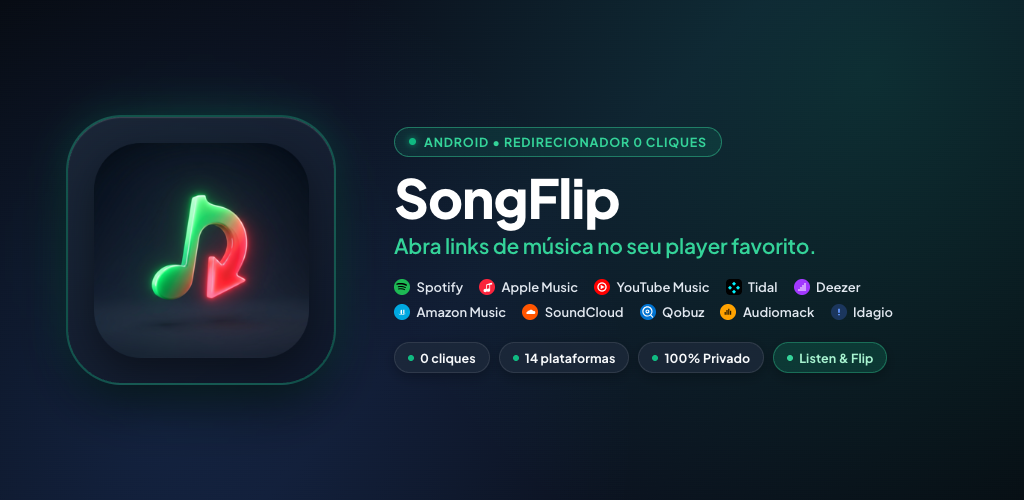 ANDROID • REDIRECIONADOR 0 CLIQUES
SongFlip
Abra links de música no seu player favorito.
Spotify Apple Music YouTube Music Tidal Deezer
Amazon Music SoundCloud Qobuz Audiomack Idagio
0 cliques 14 plataformas 100% Privado Listen & Flip